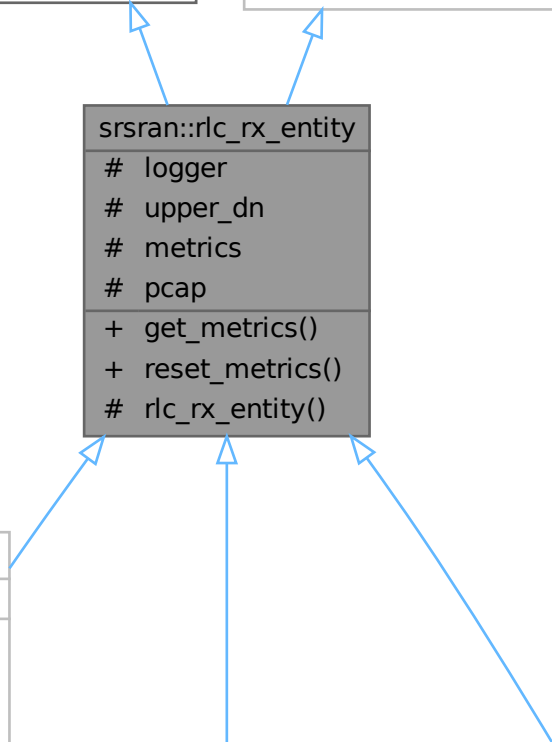 srsran::rlc_rx_entity
# logger
# upper_dn
# metrics
# pcap
+ get_metrics()
+ reset_metrics()
# rlc_rx_entity()